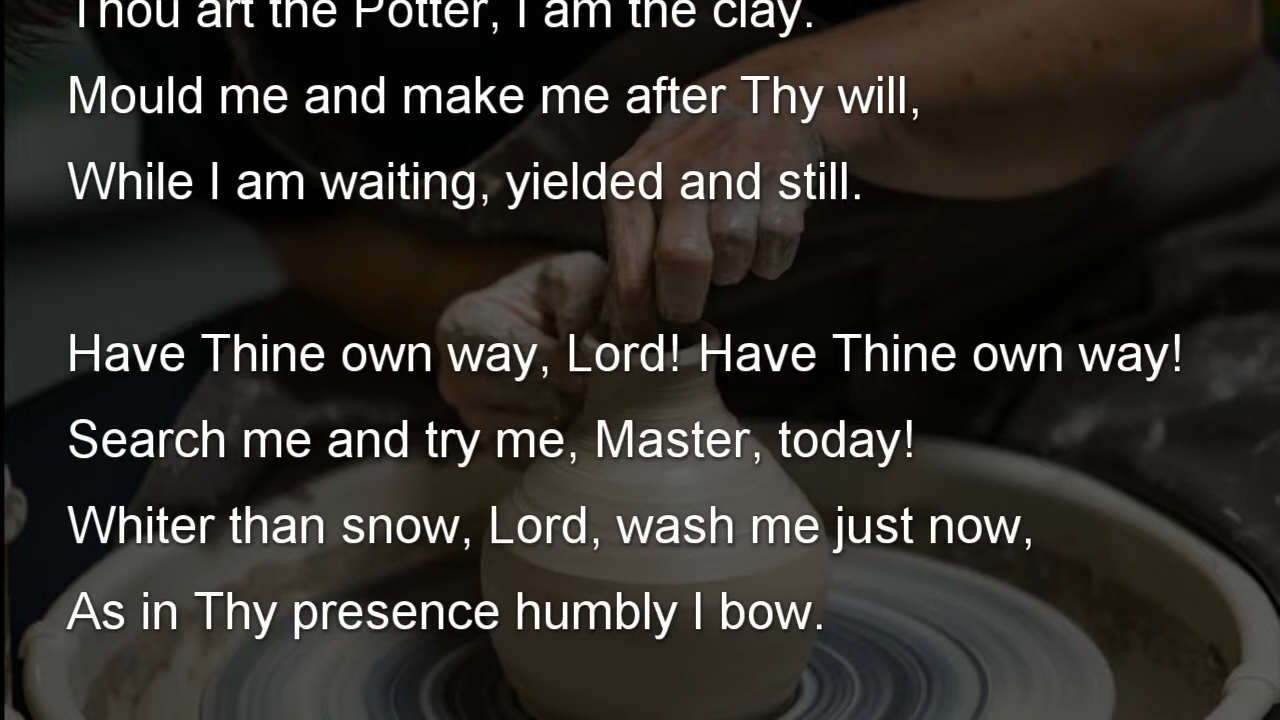 Thou art the Potter, I am the clay.
Mould me and make me after Thy will,
While I am waiting, yielded and still.
Have Thine own way, Lord! Have Thine own way!
Search me and try me, Master, today!
Whiter than snow, Lord, wash me just now,
As in Thy presence humbly I bow.